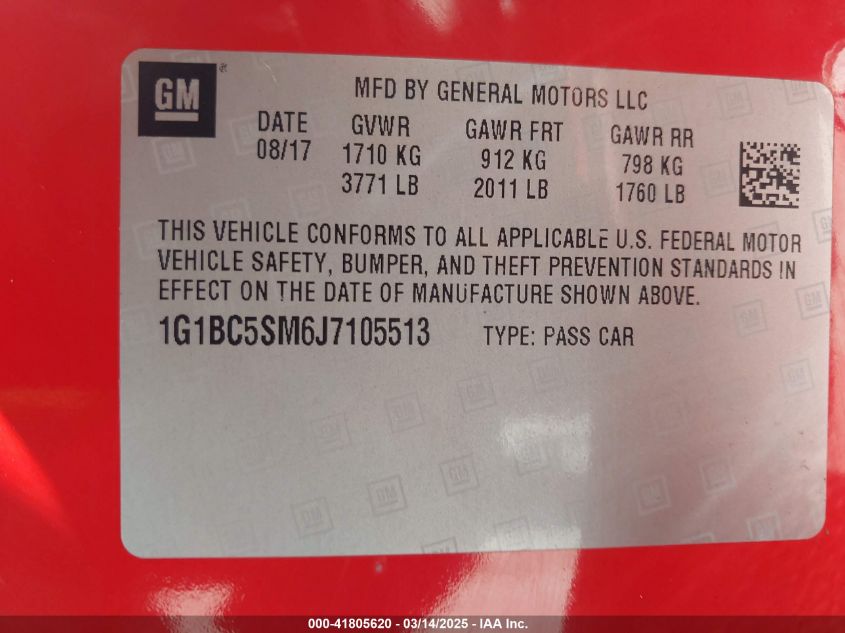 GM
MFD BY GENERAL MOTORS LLC
DATE GVWR GAWR FRT GAWR RR
08/17 1710 KG 912 KG 798 KG
3771 LB 2011 LB 1760 LB
THIS VEHICLE CONFORMS TO ALL APPLICABLE U.S. FEDERAL MOTOR
VEHICLE SAFETY, BUMPER, AND THEFT PREVENTION STANDARDS IN
EFFECT ON THE DATE OF MANUFACTURE SHOWN ABOVE.
1G1BC5SM6J7105513 TYPE: PASS CAR
000-41805620 - 03/14/2025 - IAA Inc.